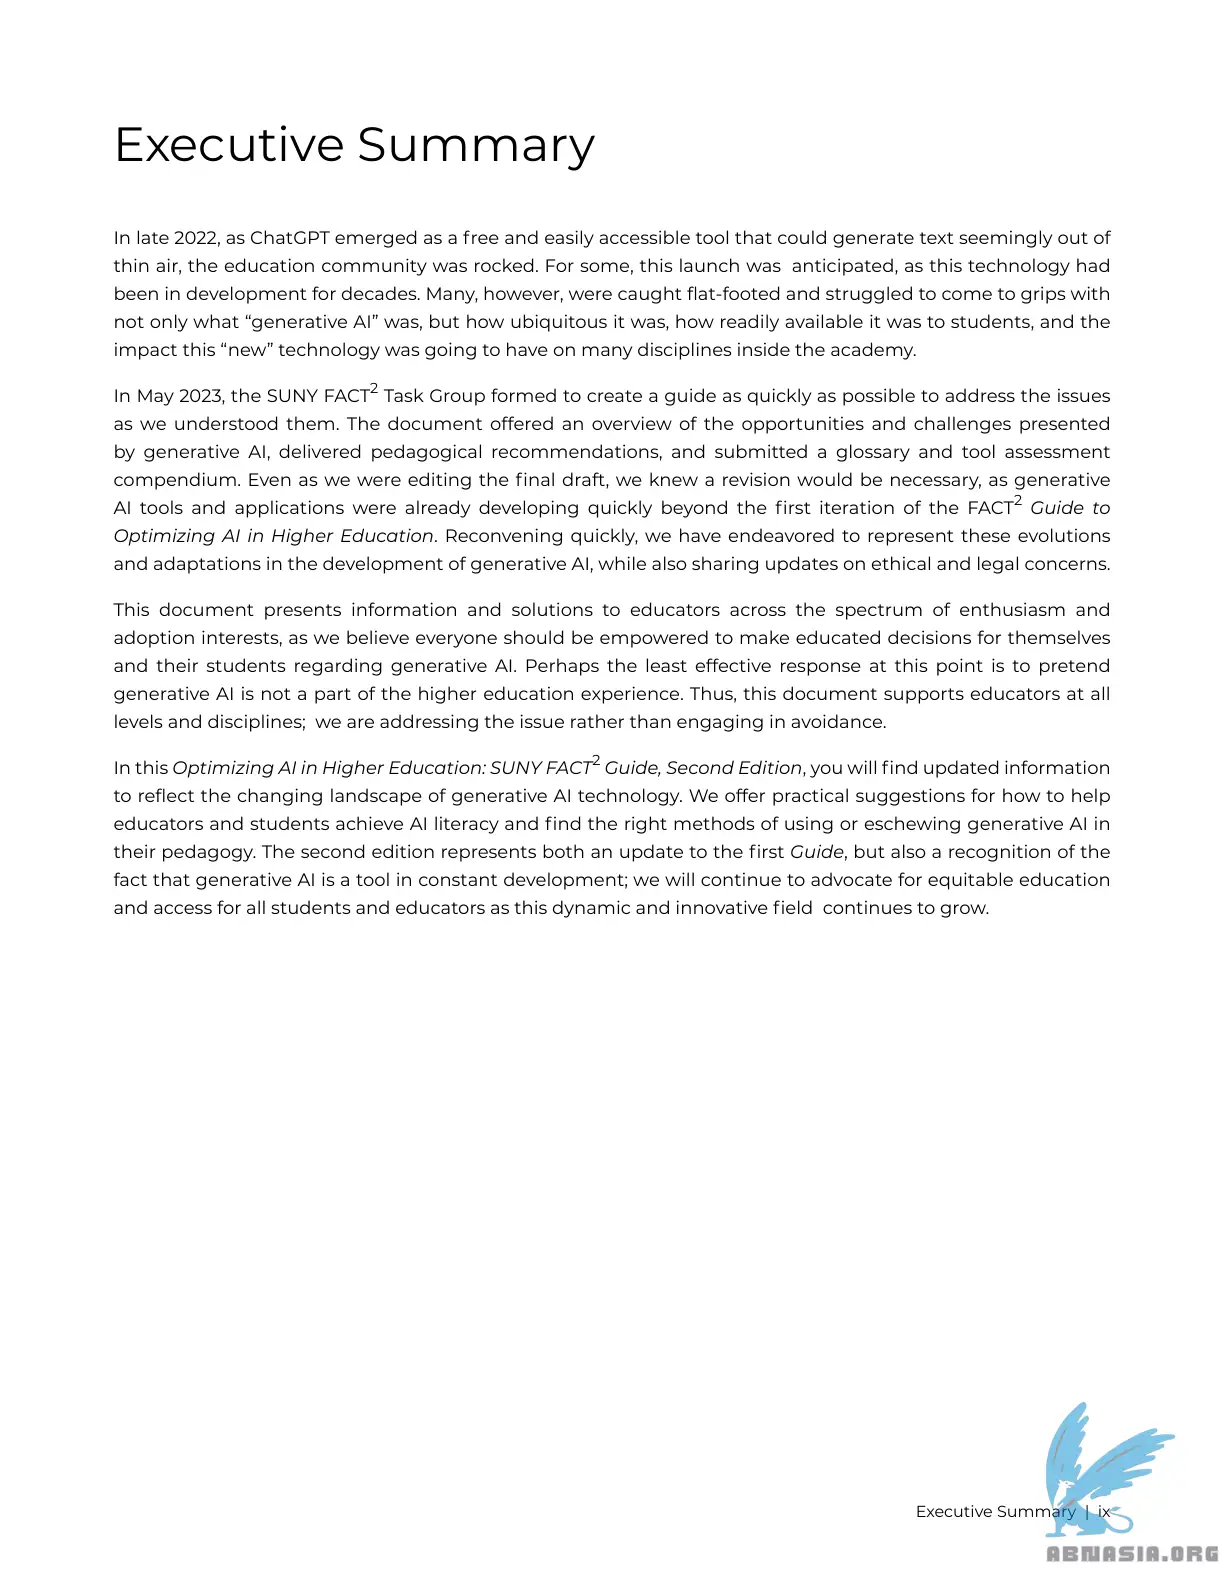 Executive Summary
In late 2022, as ChatGPT emerged as a free and easily accessible tool that could generate text seemingly out of
thin air, the education community was rocked. For some, this launch was  anticipated, as this technology had
been in development for decades. Many, however, were caught flat-footed and struggled to come to grips with
not only what “generative AI” was, but how ubiquitous it was, how readily available it was to students, and the
impact this “new” technology was going to have on many disciplines inside the academy.
In May 2023, the SUNY FACT² Task Group formed to create a guide as quickly as possible to address the issues
as we understood them. The document offered an overview of the opportunities and challenges presented
by generative AI, delivered pedagogical recommendations, and submitted a glossary and tool assessment
compendium. Even as we were editing the final draft, we knew a revision would be necessary, as generative
AI tools and applications were already developing quickly beyond the first iteration of the FACT² Guide to
Optimizing AI in Higher Education. Reconvening quickly, we have endeavored to represent these evolutions
and adaptations in the development of generative AI, while also sharing updates on ethical and legal concerns.
This document presents information and solutions to educators across the spectrum of enthusiasm and
adoption interests, as we believe everyone should be empowered to make educated decisions for themselves
and their students regarding generative AI. Perhaps the least effective response at this point is to pretend
generative AI is not a part of the higher education experience. Thus, this document supports educators at all
levels and disciplines;  we are addressing the issue rather than engaging in avoidance.
In this Optimizing AI in Higher Education: SUNY FACT² Guide, Second Edition, you will find updated information
to reflect the changing landscape of generative AI technology. We offer practical suggestions for how to help
educators and students achieve AI literacy and find the right methods of using or eschewing generative AI in
their pedagogy. The second edition represents both an update to the first Guide, but also a recognition of the
fact that generative AI is a tool in constant development; we will continue to advocate for equitable education
and access for all students and educators as this dynamic and innovative field  continues to grow.
Executive Summary | ix
ABNASIA.ORG